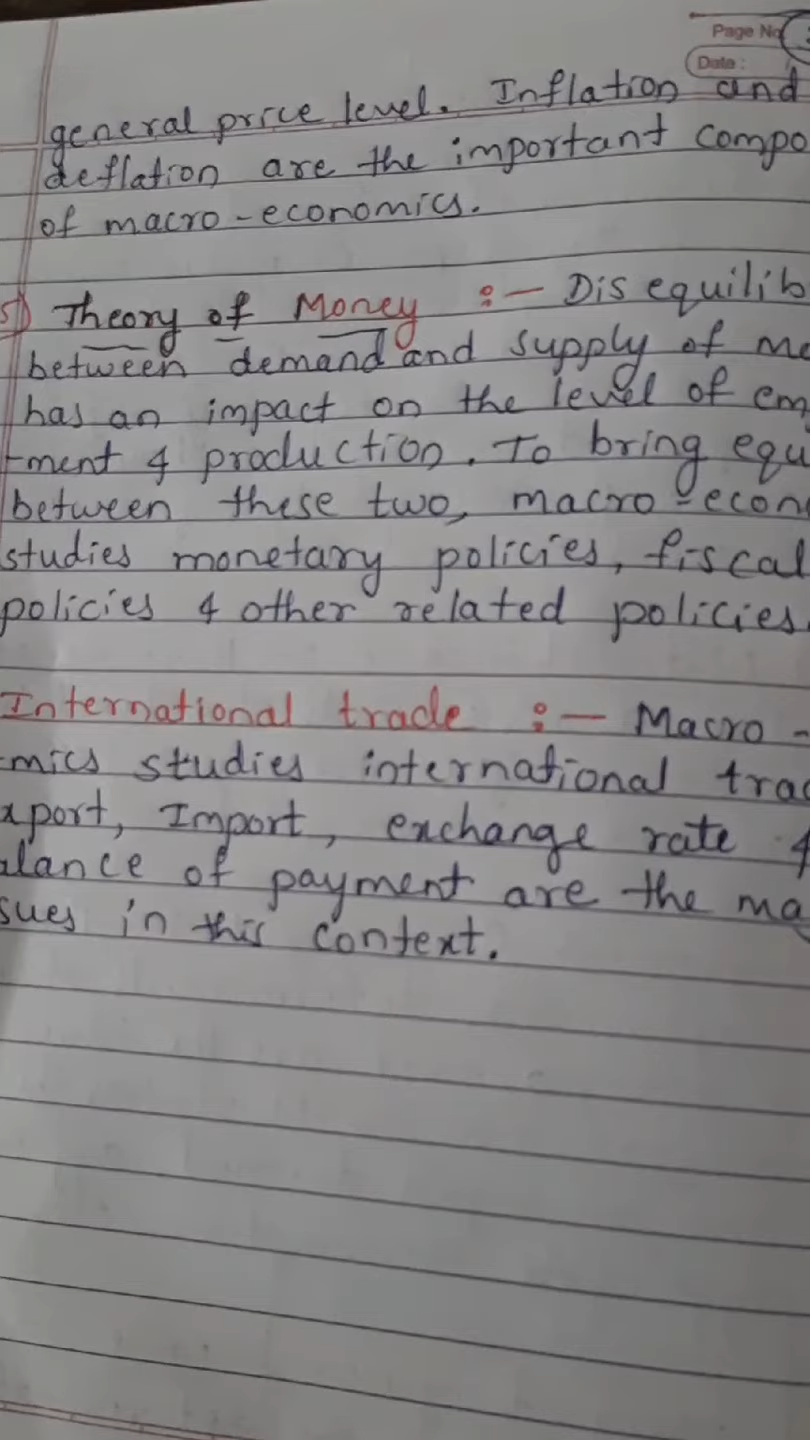 Page No
Date :
general price level. Inflation and
deflation are the important compo
of macro-economics.
5) Theory of Money :- Disequilib
between demand and supply of mo
has an impact on the level of em
-ment & production. To bring equ
between these two, macro-econ
studies monetary policies, fiscal
policies & other related policies.
International trade :- Macro-
-mics studies international trad
xport, Import, exchange rate &
alance of payment are the ma
sues in this context.